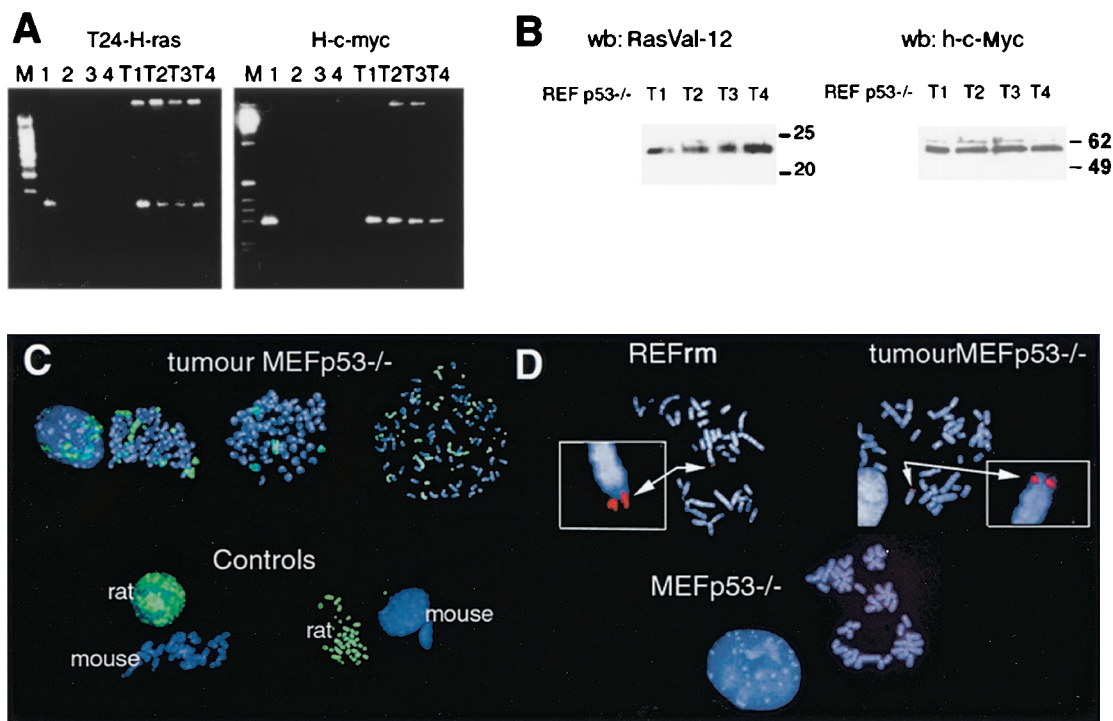 A
T24-H-ras
H-c-myc
M 1 2 3 4 T1 T2 T3 T4
M 1 2 3 4 T1 T2 T3 T4
B
wb: RasVal-12
wb: h-c-Myc
REF p53-/- T1 T2 T3 T4
REF p53-/- T1 T2 T3 T4
25
20
62
49
C
tumour MEFp53-/-
Controls
rat
mouse
rat
mouse
D
REFrm
tumourMEFp53-/-
MEFp53-/-